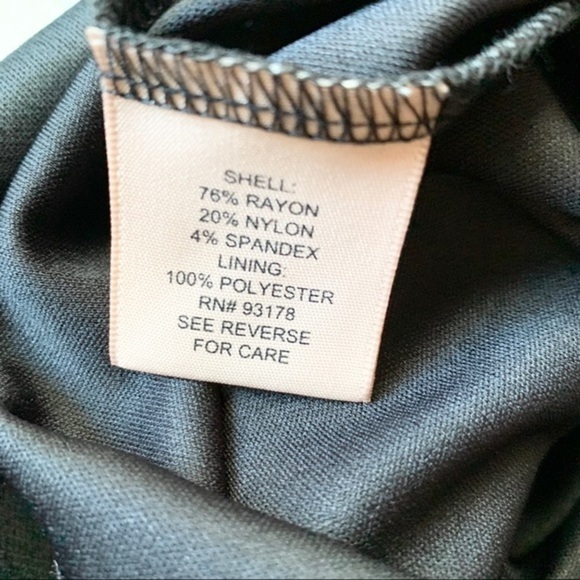 SHELL:
76% RAYON
20% NYLON
4% SPANDEX
LINING:
100% POLYESTER
RN# 93178
SEE REVERSE
FOR CARE